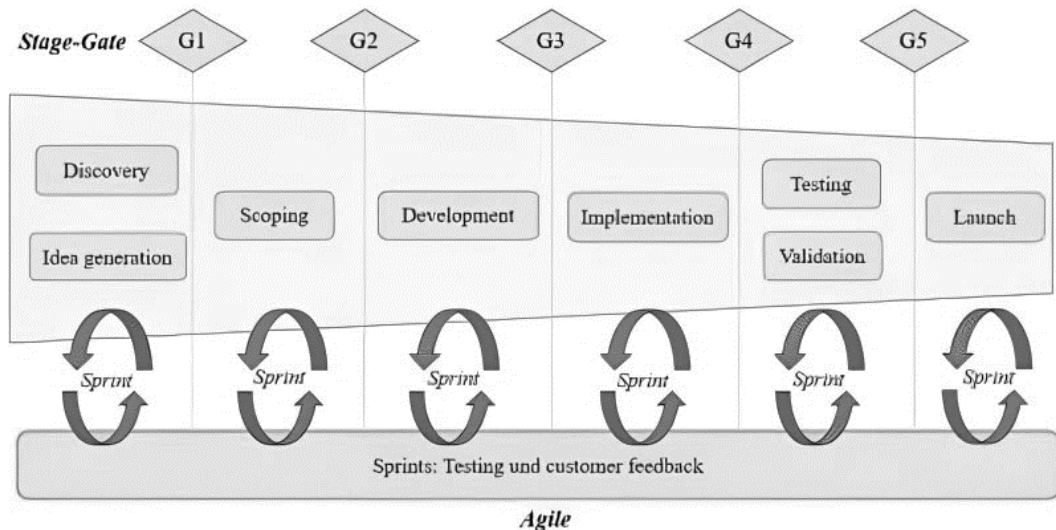 Stage-Gate
G1
G2
G3
G4
G5
Discovery
Idea generation
Scoping
Development
Implementation
Testing
Validation
Launch
Sprint
Sprint
Sprint
Sprint
Sprint
Sprint
Sprints: Testing und customer feedback
Agile